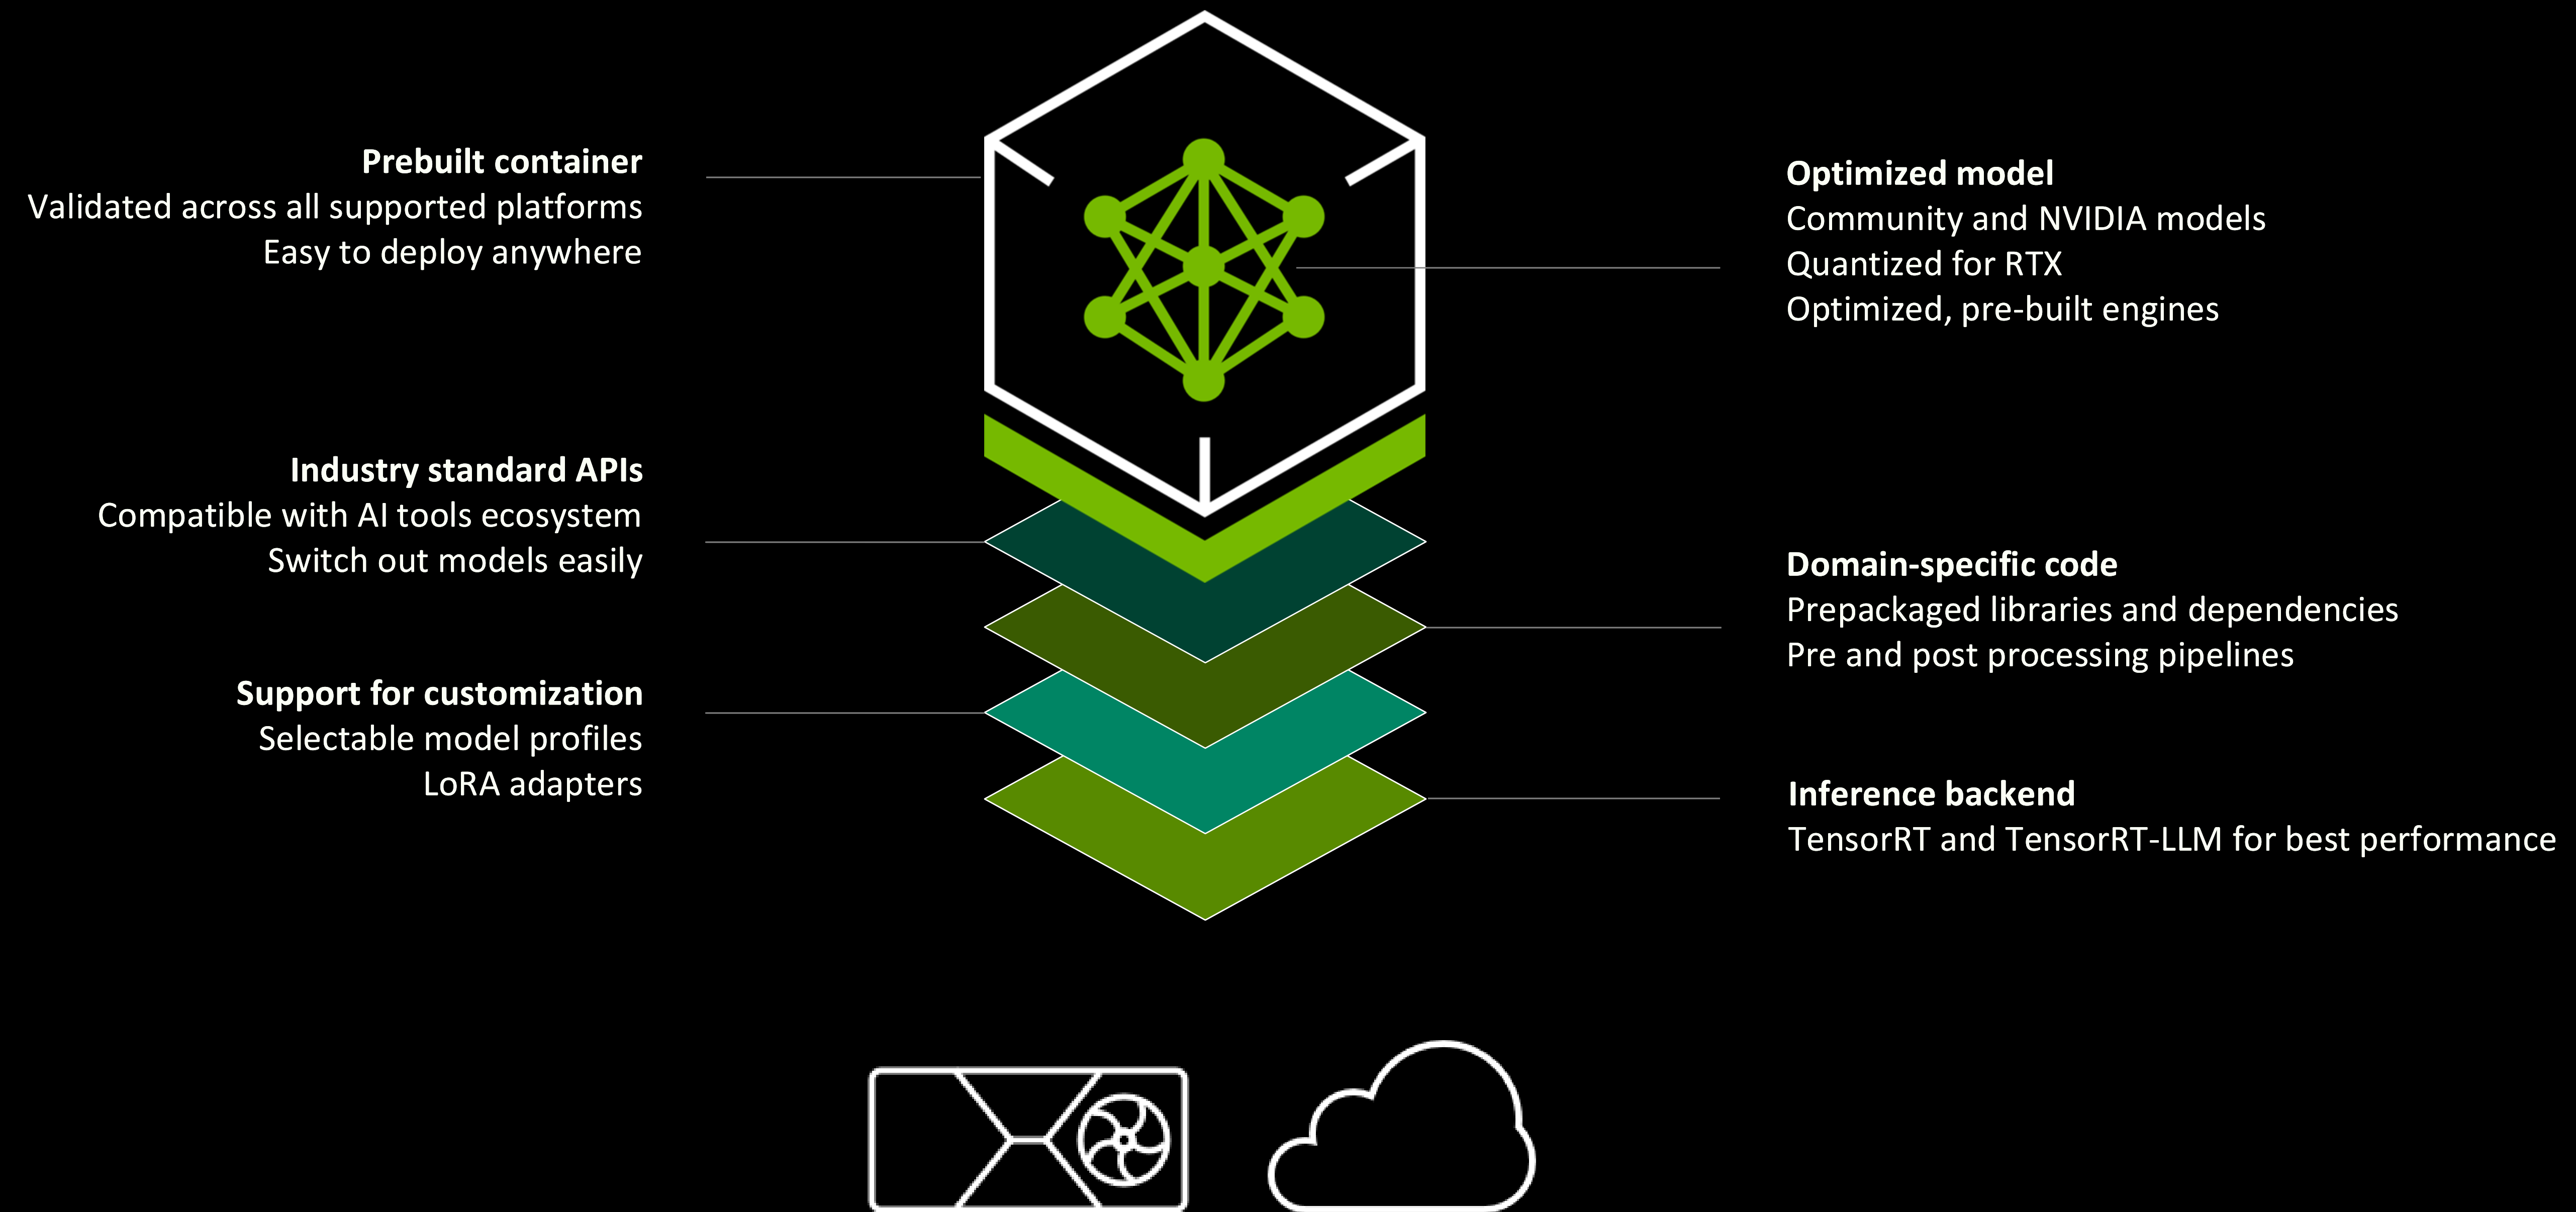 Prebuilt container
Validated across all supported platforms
Easy to deploy anywhere
Optimized model
Community and NVIDIA models
Quantized for RTX
Optimized, pre-built engines
Industry standard APIs
Compatible with AI tools ecosystem
Switch out models easily
Domain-specific code
Prepackaged libraries and dependencies
Pre and post processing pipelines
Support for customization
Selectable model profiles
LoRA adapters
Inference backend
TensorRT and TensorRT-LLM for best performance